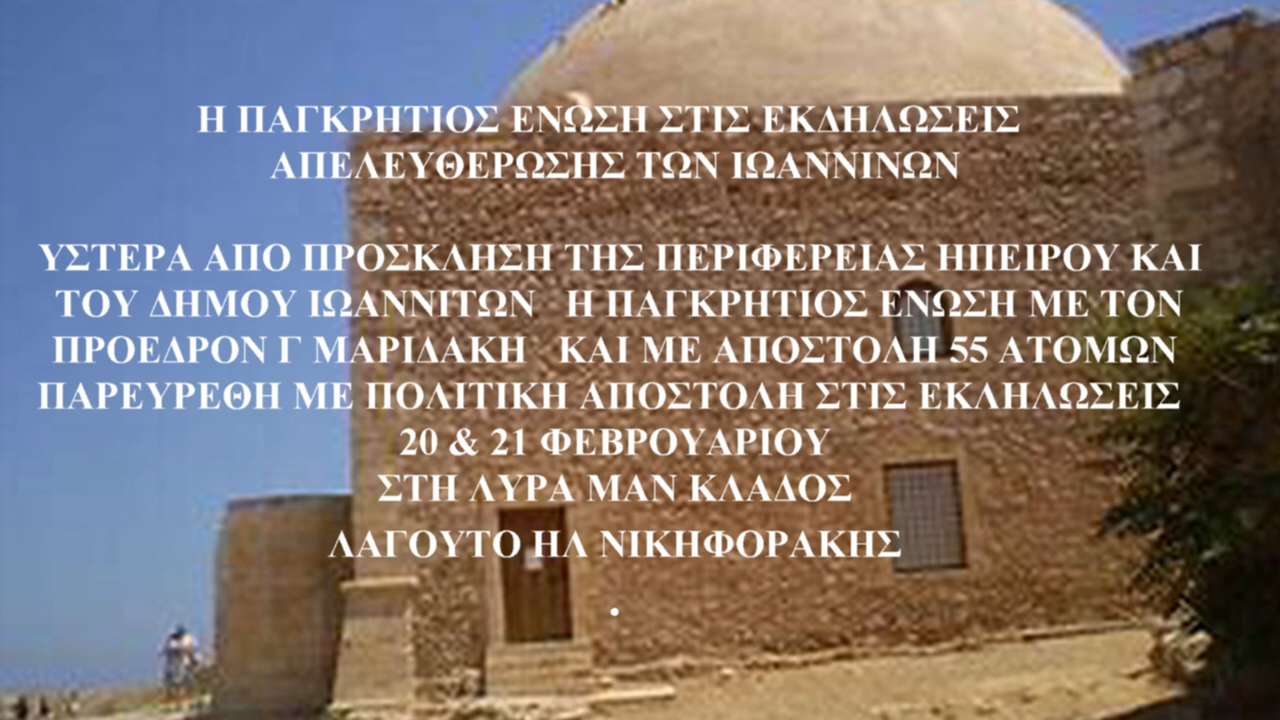 Η ΠΑΓΚΡΗΤΙΟΣ ΕΝΩΣΗ ΣΤΙΣ ΕΚΔΗΛΩΣΕΙΣ
ΑΠΕΛΕΥΘΕΡΩΣΗΣ ΤΩΝ ΙΩΑΝΝΙΝΩΝ
ΥΣΤΕΡΑ ΑΠΟ ΠΡΟΣΚΛΗΣΗ ΤΗΣ ΠΕΡΙΦΕΡΕΙΑΣ ΗΠΕΙΡΟΥ ΚΑΙ
ΤΟΥ ΔΗΜΟΥ ΙΩΑΝΝΙΤΩΝ Η ΠΑΓΚΡΗΤΙΟΣ ΕΝΩΣΗ ΜΕ ΤΟΝ
ΠΡΟΕΔΡΟΝ Γ ΜΑΡΙΔΑΚΗ ΚΑΙ ΜΕ ΑΠΟΣΤΟΛΗ 55 ΑΤΟΜΩΝ
ΠΑΡΕΥΡΕΘΗ ΜΕ ΠΟΛΙΤΙΚΗ ΑΠΟΣΤΟΛΗ ΣΤΙΣ ΕΚΛΗΛΩΣΕΙΣ
20 & 21 ΦΕΒΡΟΥΑΡΙΟΥ
ΣΤΗ ΛΥΡΑ ΜΑΝ ΚΛΑΔΟΣ
ΛΑΓΟΥΤΟ ΗΛ ΝΙΚΗΦΟΡΑΚΗΣ
.